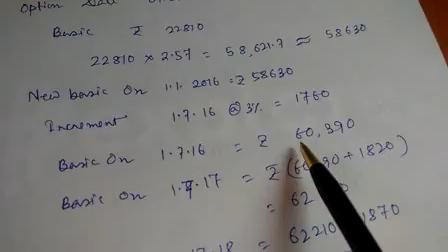 Option Date
Basic ₹ 22810
22810 × 2.57 = 58,621.7 ≈ 58630
New basic On 1.1.2016 = ₹ 58630
Increment 1.7.16 @ 3% = 1760
Basic On 1.7.16 = ₹ 60,390
Basic On 1.7.17 = ₹ (60390 + 1820)
= 62
18 = 62210 1870